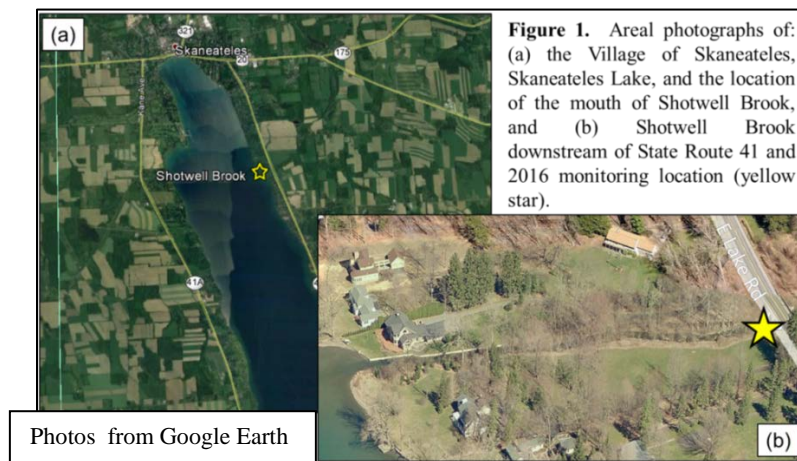 (a)
321
Skaneateles
20
175
Kane Ave
Shotwell Brook
41A
Figure 1. Areal photographs of:
(a) the Village of Skaneateles,
Skaneateles Lake, and the location
of the mouth of Shotwell Brook,
and (b) Shotwell Brook
downstream of State Route 41 and
2016 monitoring location (yellow
star).
E Lake Rd
Photos from Google Earth
(b)